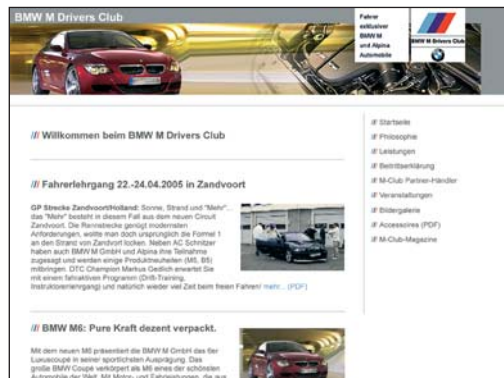 BMW M Drivers Club
Fahrer
exklusiver
BMW M
und Alpina
Automobile
BMW M Drivers Club
/// Willkommen beim BMW M Drivers Club
/// Fahrerlehrgang 22.-24.04.2005 in Zandvoort
GP Strecke Zandvoort/Holland: Sonne, Strand und "Mehr"...
das "Mehr" besteht in diesem Fall aus dem neuen Circuit
Zandvoort. Die Rennstrecke genügt modernsten
Anforderungen, wollte man doch ursprünglich die Formel 1
an den Strand von Zandvort locken. Neben AC Schnitzer
haben auch BMW M GmbH und Alpina ihre Teilnahme
zugesagt und werden einige Produktneuheiten (M5, B5)
mitbringen. DTC Champion Markus Gedlich erwartet Sie
mit einem fahraktiven Programm (Drift-Training,
Instruktorenlehrgang) und natürlich wieder viel Zeit beim freien Fahren! mehr... (PDF)
/// BMW M6: Pure Kraft dezent verpackt.
Mit dem neuen M6 präsentiert die BMW M GmbH das 6er
Luxuscoupé in seiner sportlichsten Ausprägung. Das
große BMW Coupé verkörpert als M6 eines der schönsten
Automobile der Welt. Mit Motor- und Fahrleistungen, die aus
/// Startseite
/// Philosophie
/// Leistungen
/// Beitrittserklärung
/// M-Club Partner-Händler
/// Veranstaltungen
/// Bildergalerie
/// Accessoires (PDF)
/// M-Club-Magazine